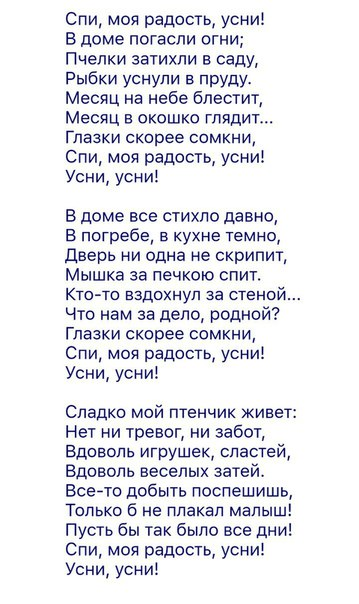 Спи, моя радость, усни!
В доме погасли огни;
Пчелки затихли в саду,
Рыбки уснули в пруду.
Месяц на небе блестит,
Месяц в окошко глядит...
Глазки скорее сомкни,
Спи, моя радость, усни!
Усни, усни!

В доме все стихло давно,
В погребе, в кухне темно,
Дверь ни одна не скрипит,
Мышка за печкою спит.
Кто-то вздохнул за стеной...
Что нам за дело, родной?
Глазки скорее сомкни,
Спи, моя радость, усни!
Усни, усни!

Сладко мой птенчик живет:
Нет ни тревог, ни забот,
Вдоволь игрушек, сластей,
Вдоволь веселых затей.
Все-то добыть поспешишь,
Только б не плакал малыш!
Пусть бы так было все дни!
Спи, моя радость, усни!
Усни, усни!